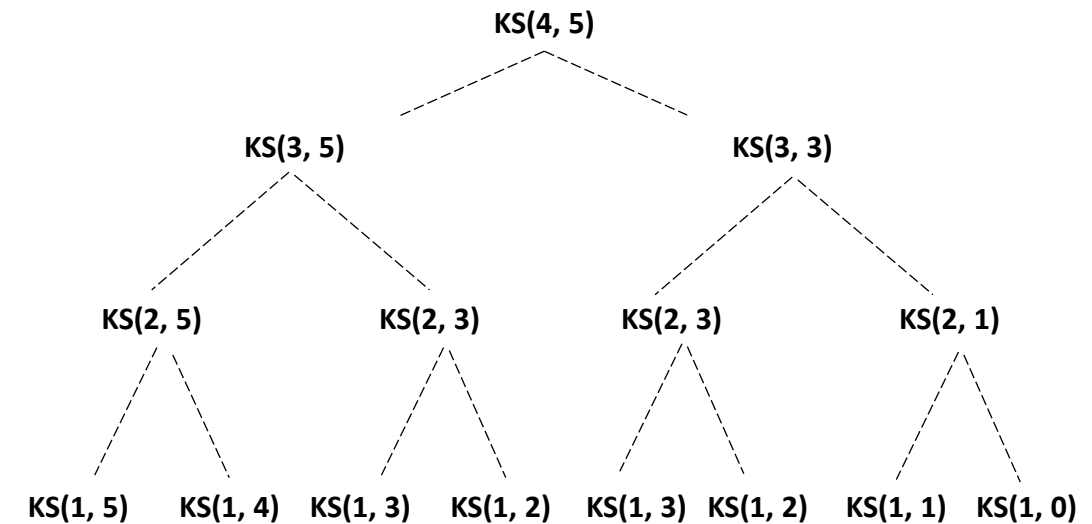 KS(4, 5)
KS(3, 5) KS(3, 3)
KS(2, 5) KS(2, 3) KS(2, 3) KS(2, 1)
KS(1, 5) KS(1, 4) KS(1, 3) KS(1, 2) KS(1, 3) KS(1, 2) KS(1, 1) KS(1, 0)